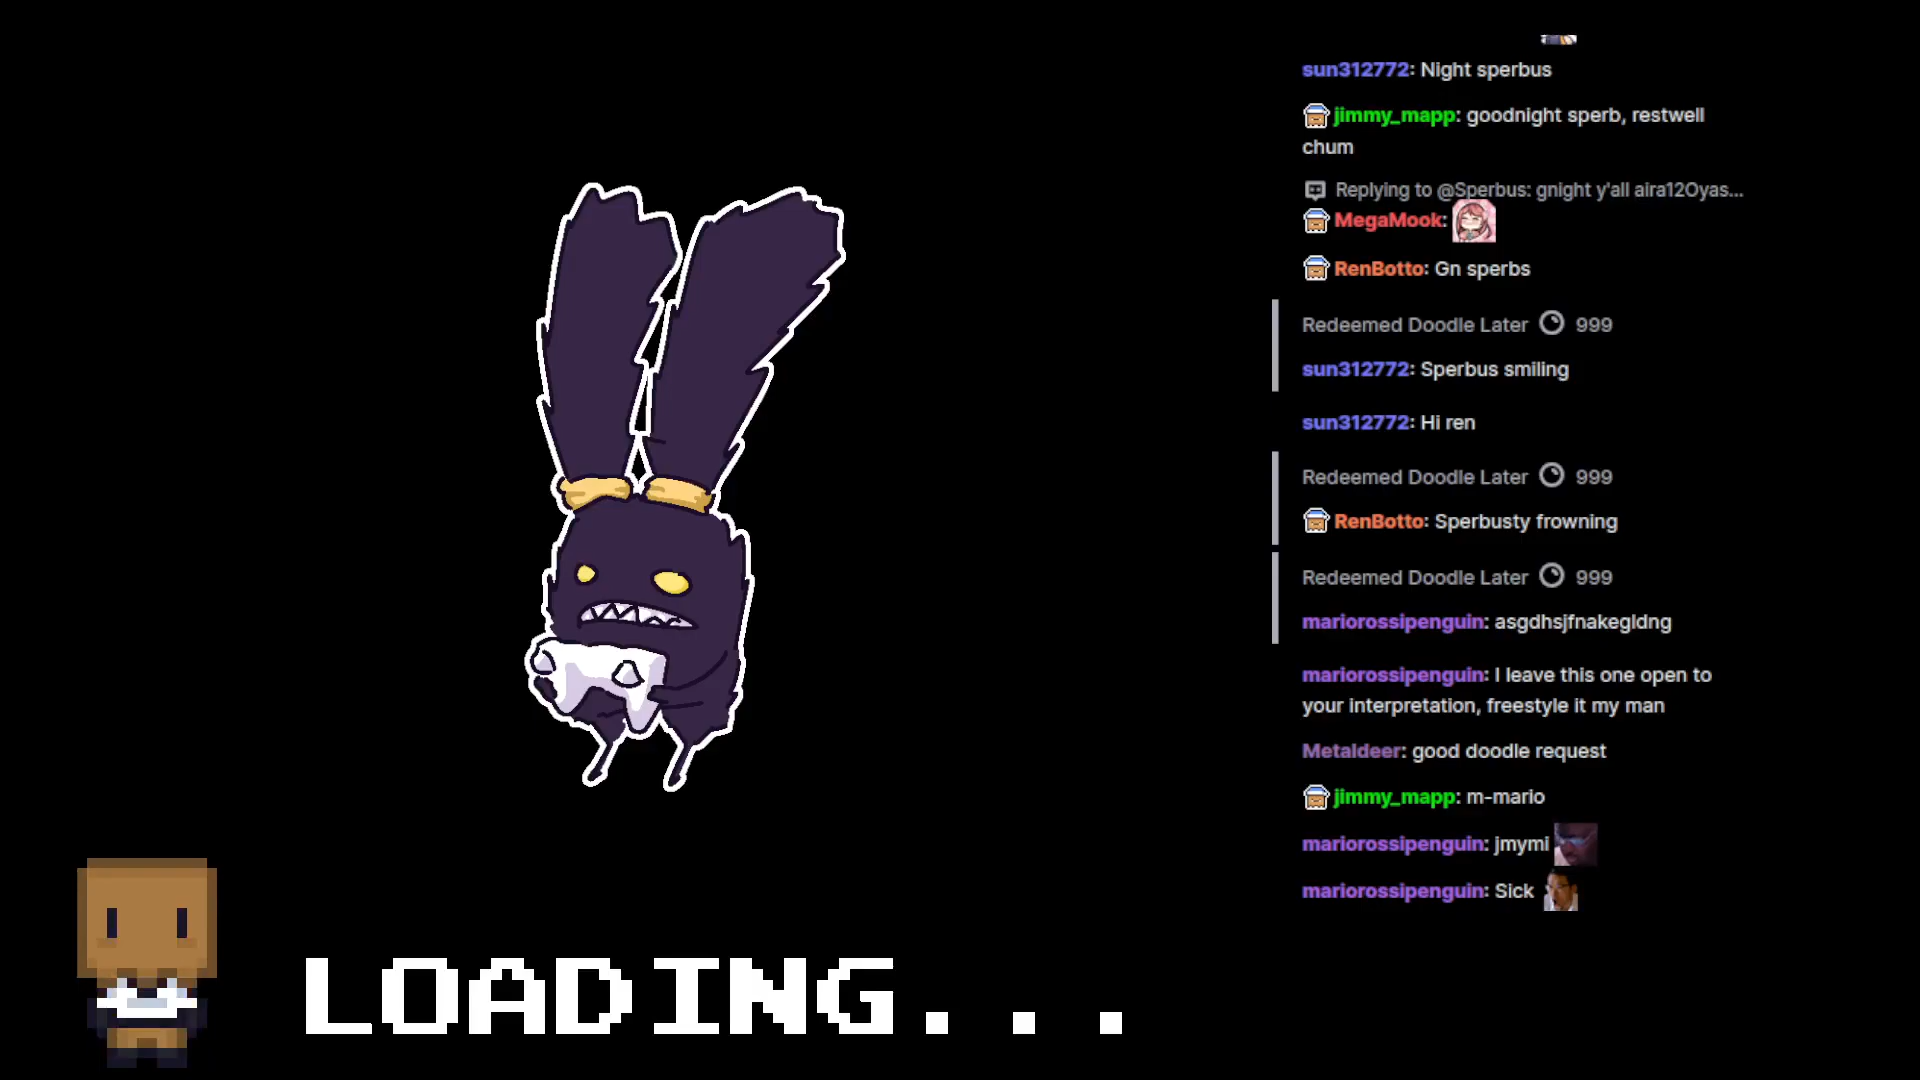 sun312772: Night sperbus
jimmy_mapp: goodnight sperb, restwell
chum
Replying to @Sperbus: gnight y'all aira12Oyas...
MegaMook:
RenBotto: Gn sperbs
Redeemed Doodle Later 999
sun312772: Sperbus smiling
sun312772: Hi ren
Redeemed Doodle Later 999
RenBotto: Sperbusty frowning
Redeemed Doodle Later 999
mariorossipenguin: asgdhsjfnakegldng
mariorossipenguin: I leave this one open to
your interpretation, freestyle it my man
Metaldeer: good doodle request
jimmy_mapp: m-mario
mariorossipenguin: jmymi
mariorossipenguin: Sick
LOADING...